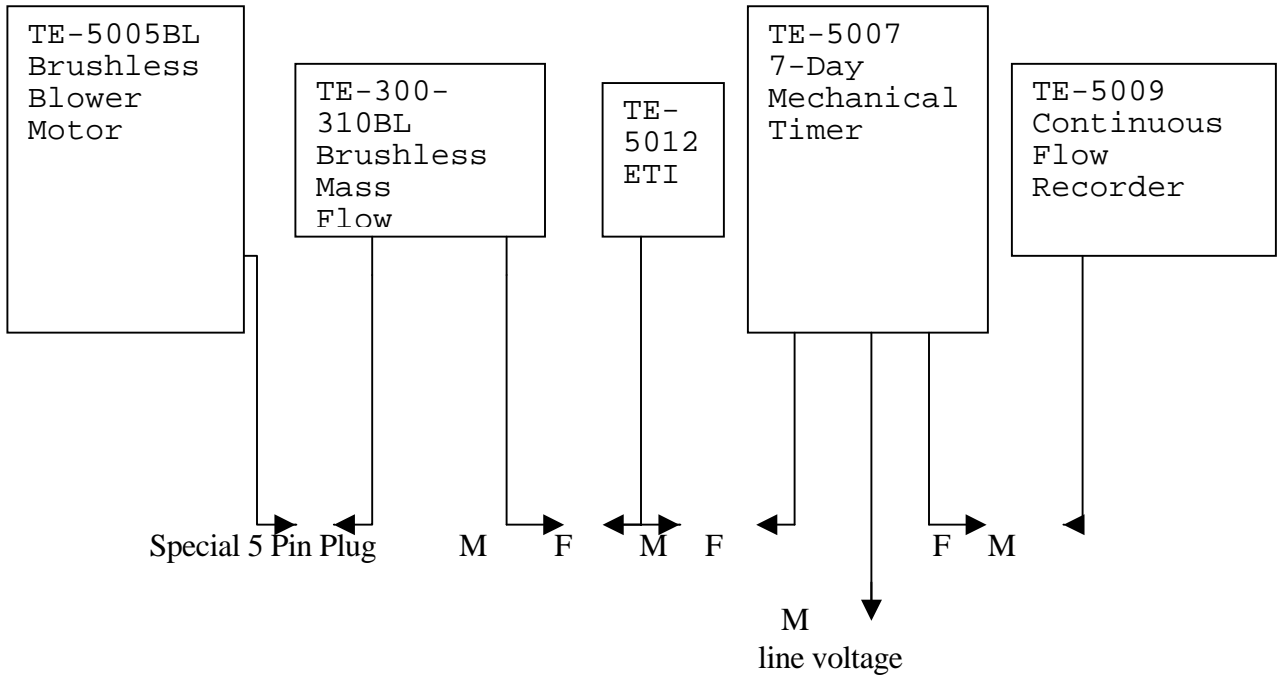 TE-5005BL
Brushless
Blower
Motor
TE-300-
310BL
Brushless
Mass
Flow
TE-
5012
ETI
TE-5007
7-Day
Mechanical
Timer
TE-5009
Continuous
Flow
Recorder
Special 5 Pin Plug M F M F F M
M
line voltage